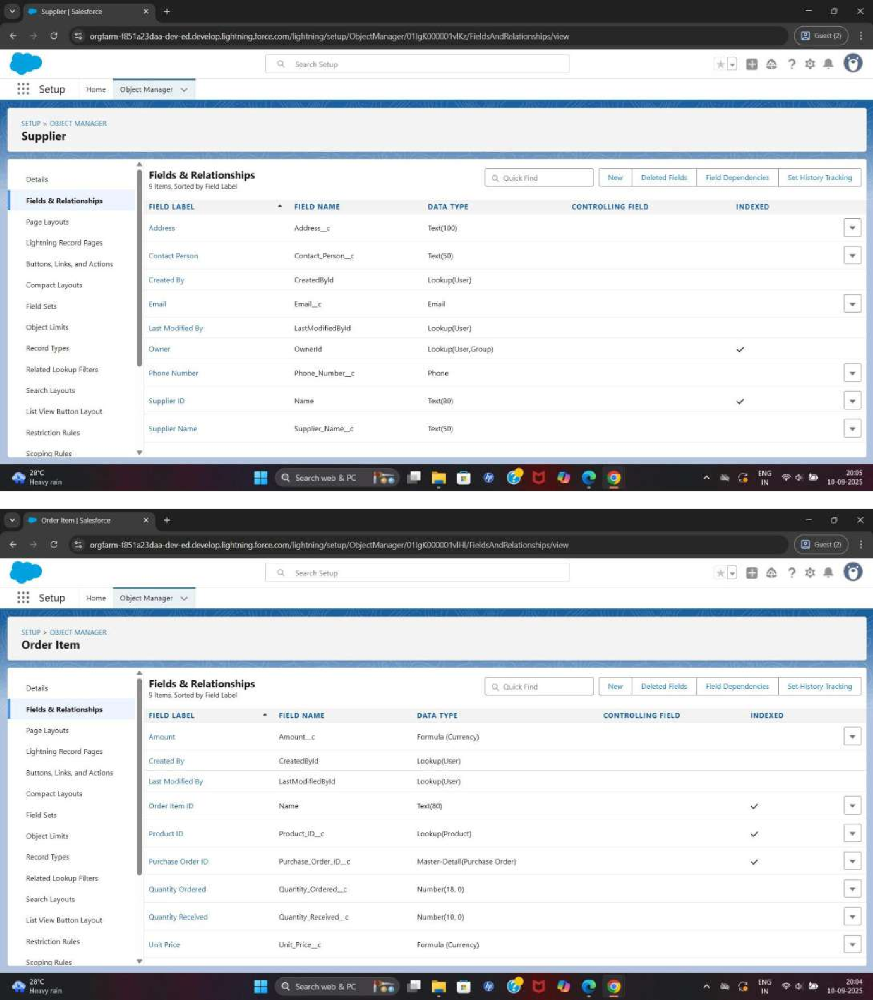 Supplier | Salesforce
orgfarm-f851a23daa-dev-ed.develop.lightning.force.com/lightning/setup/ObjectManager/01IgK000001vlKz/FieldsAndRelationships/view
Guest (2)
Search Setup
Setup Home Object Manager
SETUP > OBJECT MANAGER
Supplier
Details
Fields & Relationships
Page Layouts
Lightning Record Pages
Buttons, Links, and Actions
Compact Layouts
Field Sets
Object Limits
Record Types
Related Lookup Filters
Search Layouts
List View Button Layout
Restriction Rules
Scoping Rules
Fields & Relationships
9 Items, Sorted by Field Label
Quick Find New Deleted Fields Field Dependencies Set History Tracking
FIELD LABEL FIELD NAME DATA TYPE CONTROLLING FIELD INDEXED
Address Address__c Text(100)
Contact Person Contact_Person__c Text(50)
Created By CreatedById Lookup(User)
Email Email__c Email
Last Modified By LastModifiedById Lookup(User)
Owner OwnerId Lookup(User,Group)
Phone Number Phone_Number__c Phone
Supplier ID Name Text(80)
Supplier Name Supplier_Name__c Text(50)
28°C
Heavy rain
Search web & PC
hp
ENG
IN
20:05
10-09-2025
Order Item | Salesforce
orgfarm-f851a23daa-dev-ed.develop.lightning.force.com/lightning/setup/ObjectManager/01IgK000001vlHl/FieldsAndRelationships/view
Guest (2)
Search Setup
Setup Home Object Manager
SETUP > OBJECT MANAGER
Order Item
Details
Fields & Relationships
Page Layouts
Lightning Record Pages
Buttons, Links, and Actions
Compact Layouts
Field Sets
Object Limits
Record Types
Related Lookup Filters
Search Layouts
List View Button Layout
Restriction Rules
Scoping Rules
Fields & Relationships
9 Items, Sorted by Field Label
Quick Find New Deleted Fields Field Dependencies Set History Tracking
FIELD LABEL FIELD NAME DATA TYPE CONTROLLING FIELD INDEXED
Amount Amount__c Formula (Currency)
Created By CreatedById Lookup(User)
Last Modified By LastModifiedById Lookup(User)
Order Item ID Name Text(80)
Product ID Product_ID__c Lookup(Product)
Purchase Order ID Purchase_Order_ID__c Master-Detail(Purchase Order)
Quantity Ordered Quantity_Ordered__c Number(18, 0)
Quantity Received Quantity_Received__c Number(10, 0)
Unit Price Unit_Price__c Formula (Currency)
28°C
Heavy rain
Search web & PC
hp
ENG
IN
20:04
10-09-2025